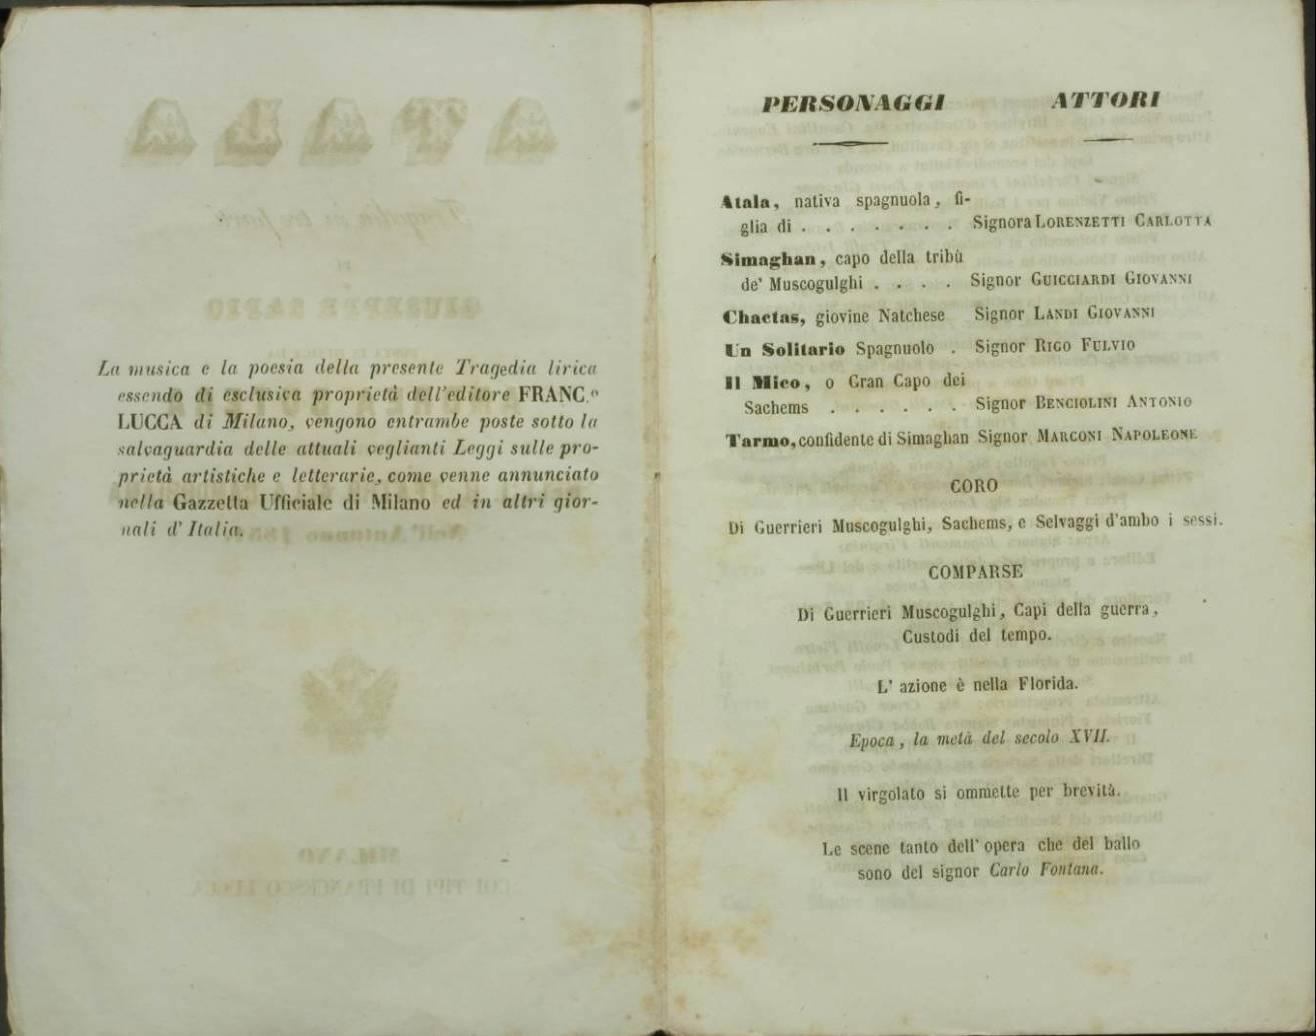 La musica e la poesia della presente Tragedia lirica
essendo di esclusiva proprietà dell'editore FRANC.º
LUCCA di Milano, vengono entrambe poste sotto la
salvaguardia delle attuali veglianti Leggi sulle pro-
prietà artistiche e letterarie, come venne annunciato
nella Gazzetta Ufficiale di Milano ed in altri gior-
nali d'Italia.
PERSONAGGI ATTORI
Atala, nativa spagnuola, fi-
glia di . . . . . . . Signora LORENZETTI CARLOTTA
Simaghan, capo della tribù
de' Muscogulghi . . . . Signor GUICCIARDI GIOVANNI
Chactas, giovine Natchese Signor LANDI GIOVANNI
Un Solitario Spagnuolo . Signor RIGO FULVIO
Il Mico, o Gran Capo dei
Sachems . . . . . . Signor BENCIOLINI ANTONIO
Tarmo, confidente di Simaghan Signor MARCONI NAPOLEONE
CORO
Di Guerrieri Muscogulghi, Sachems, e Selvaggi d'ambo i sessi.
COMPARSE
Di Guerrieri Muscogulghi, Capi della guerra,
Custodi del tempo.
L' azione è nella Florida.
Epoca, la metà del secolo XVII.
Il virgolato si ommette per brevità.
Le scene tanto dell' opera che del ballo
sono del signor Carlo Fontana.